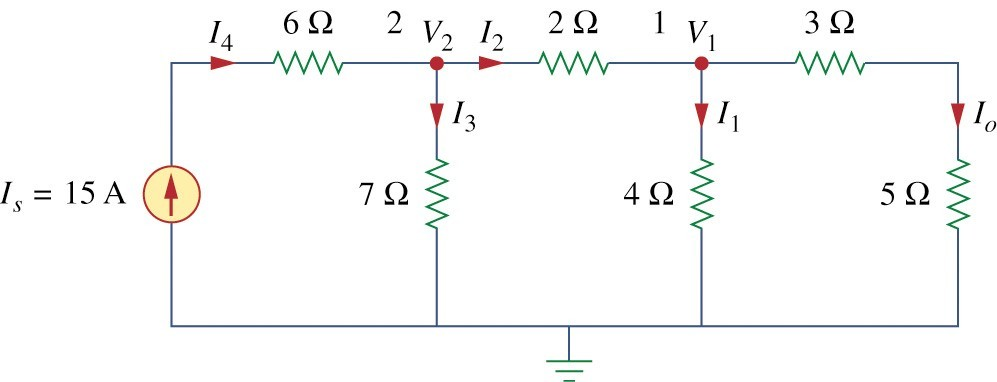 I₄ 6 Ω 2 V₂ I₂ 2 Ω 1 V₁ 3 Ω
I₃ I₁ Iₒ
Iₛ = 15 A 7 Ω 4 Ω 5 Ω